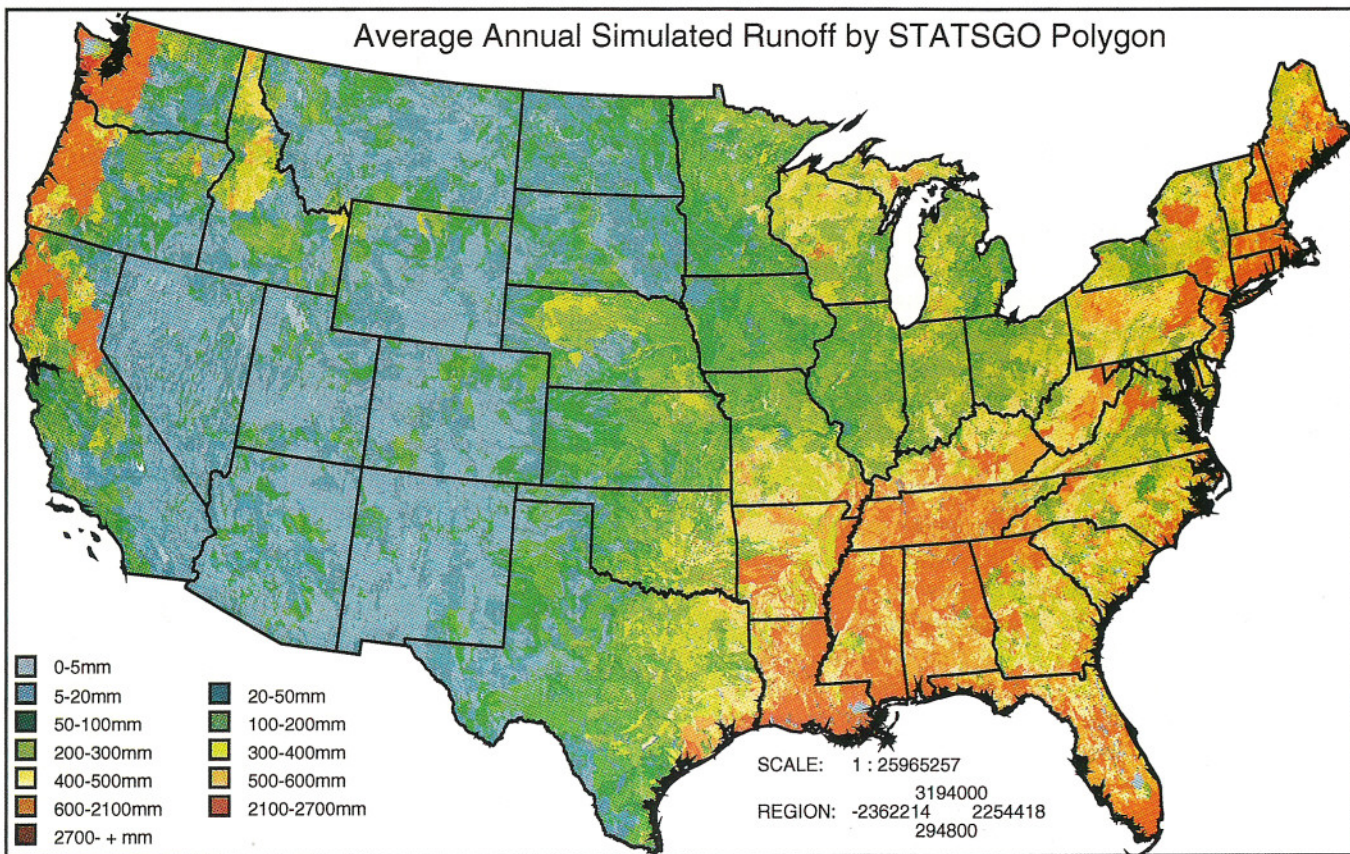 Average Annual Simulated Runoff by STATSGO Polygon
0-5mm
5-20mm 20-50mm
50-100mm 100-200mm
200-300mm 300-400mm
400-500mm 500-600mm
600-2100mm 2100-2700mm
2700- + mm
SCALE: 1 : 25965257
3194000
REGION: -2362214 2254418
294800